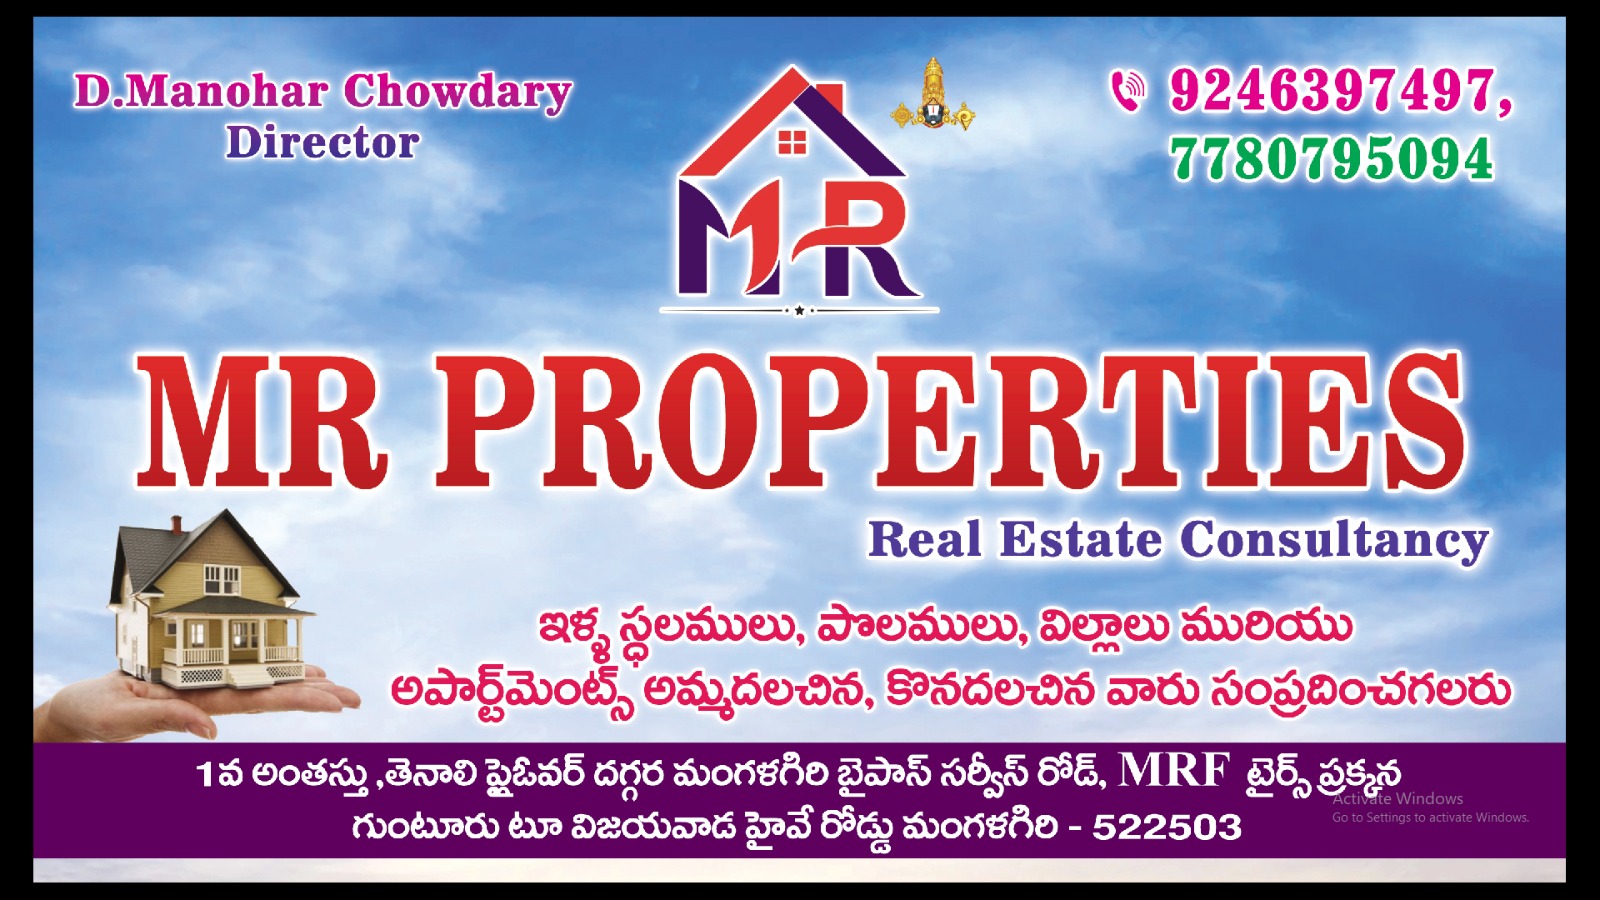 D.Manohar Chowdary
Director
9246397497,
7780795094
MR
MR PROPERTIES
Real Estate Consultancy
ఇళ్ళ స్ధలములు, పొలములు, విల్లాలు మురియు
అపార్ట్‌మెంట్స్ అమ్మదలచిన, కొనదలచిన వారు సంప్రదించగలరు
1వ అంతస్తు ,తెనాలి ఫ్లైఓవర్ దగ్గర మంగళగిరి బైపాస్ సర్వీస్ రోడ్, MRF టైర్స్ ప్రక్కన
గుంటూరు టూ విజయవాడ హైవే రోడ్డు మంగళగిరి - 522503
Activate Windows
Go to Settings to activate Windows.